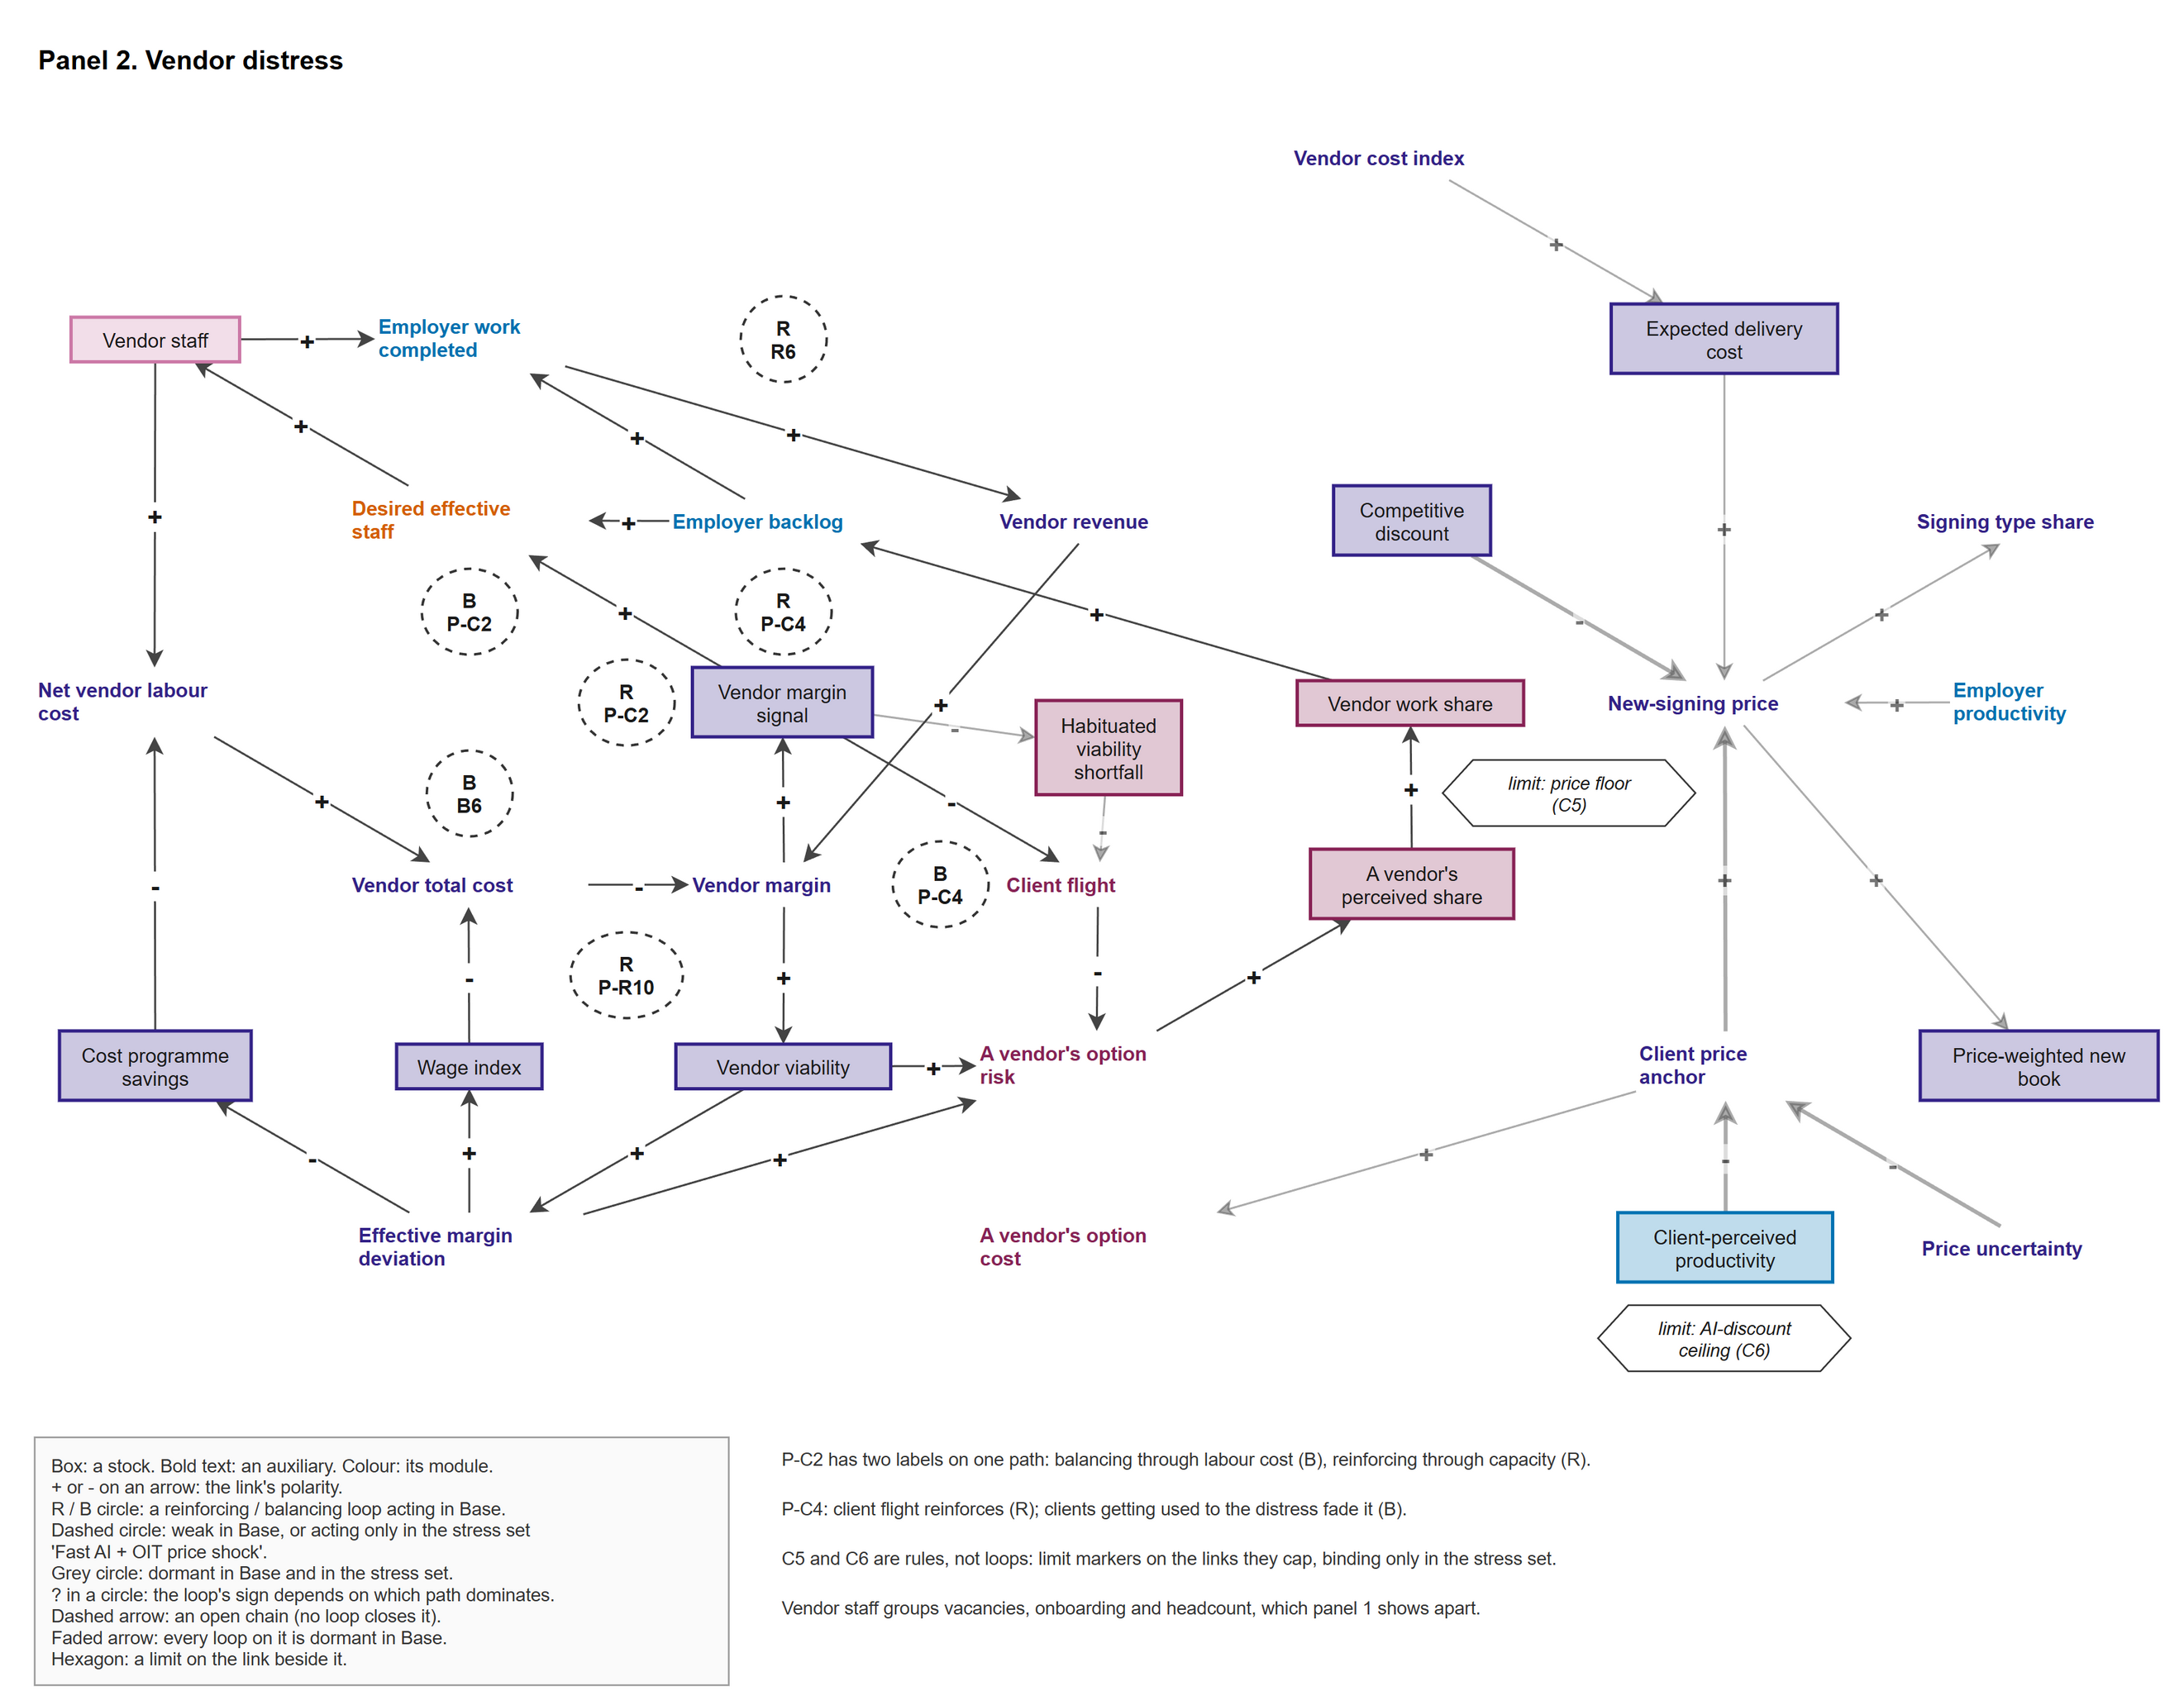 Panel 2. Vendor distress
Vendor cost index
+
Vendor staff
+
Employer work
completed
R
R6
Expected delivery
cost
+
+
+
+
Desired effective
staff
+
Employer backlog
Vendor revenue
Competitive
discount
+
Signing type share
B
P-C2
+
R
P-C4
+
-
+
Net vendor labour
cost
R
P-C2
Vendor margin
signal
+
-
Habituated
viability
shortfall
Vendor work share
New-signing price
+
Employer
productivity
+
B
B6
+
-
-
+
limit: price floor
(C5)
-
Vendor total cost
-
Vendor margin
B
P-C4
Client flight
A vendor's
perceived share
+
+
-
R
P-R10
+
-
+
Cost programme
savings
Wage index
Vendor viability
+
A vendor's option
risk
Client price
anchor
Price-weighted new
book
-
+
+
+
+
-
-
Effective margin
deviation
A vendor's option
cost
Client-perceived
productivity
Price uncertainty
limit: AI-discount
ceiling (C6)
Box: a stock. Bold text: an auxiliary. Colour: its module.
+ or - on an arrow: the link's polarity.
R / B circle: a reinforcing / balancing loop acting in Base.
Dashed circle: weak in Base, or acting only in the stress set
'Fast AI + OIT price shock'.
Grey circle: dormant in Base and in the stress set.
? in a circle: the loop's sign depends on which path dominates.
Dashed arrow: an open chain (no loop closes it).
Faded arrow: every loop on it is dormant in Base.
Hexagon: a limit on the link beside it.
P-C2 has two labels on one path: balancing through labour cost (B), reinforcing through capacity (R).
P-C4: client flight reinforces (R); clients getting used to the distress fade it (B).
C5 and C6 are rules, not loops: limit markers on the links they cap, binding only in the stress set.
Vendor staff groups vacancies, onboarding and headcount, which panel 1 shows apart.